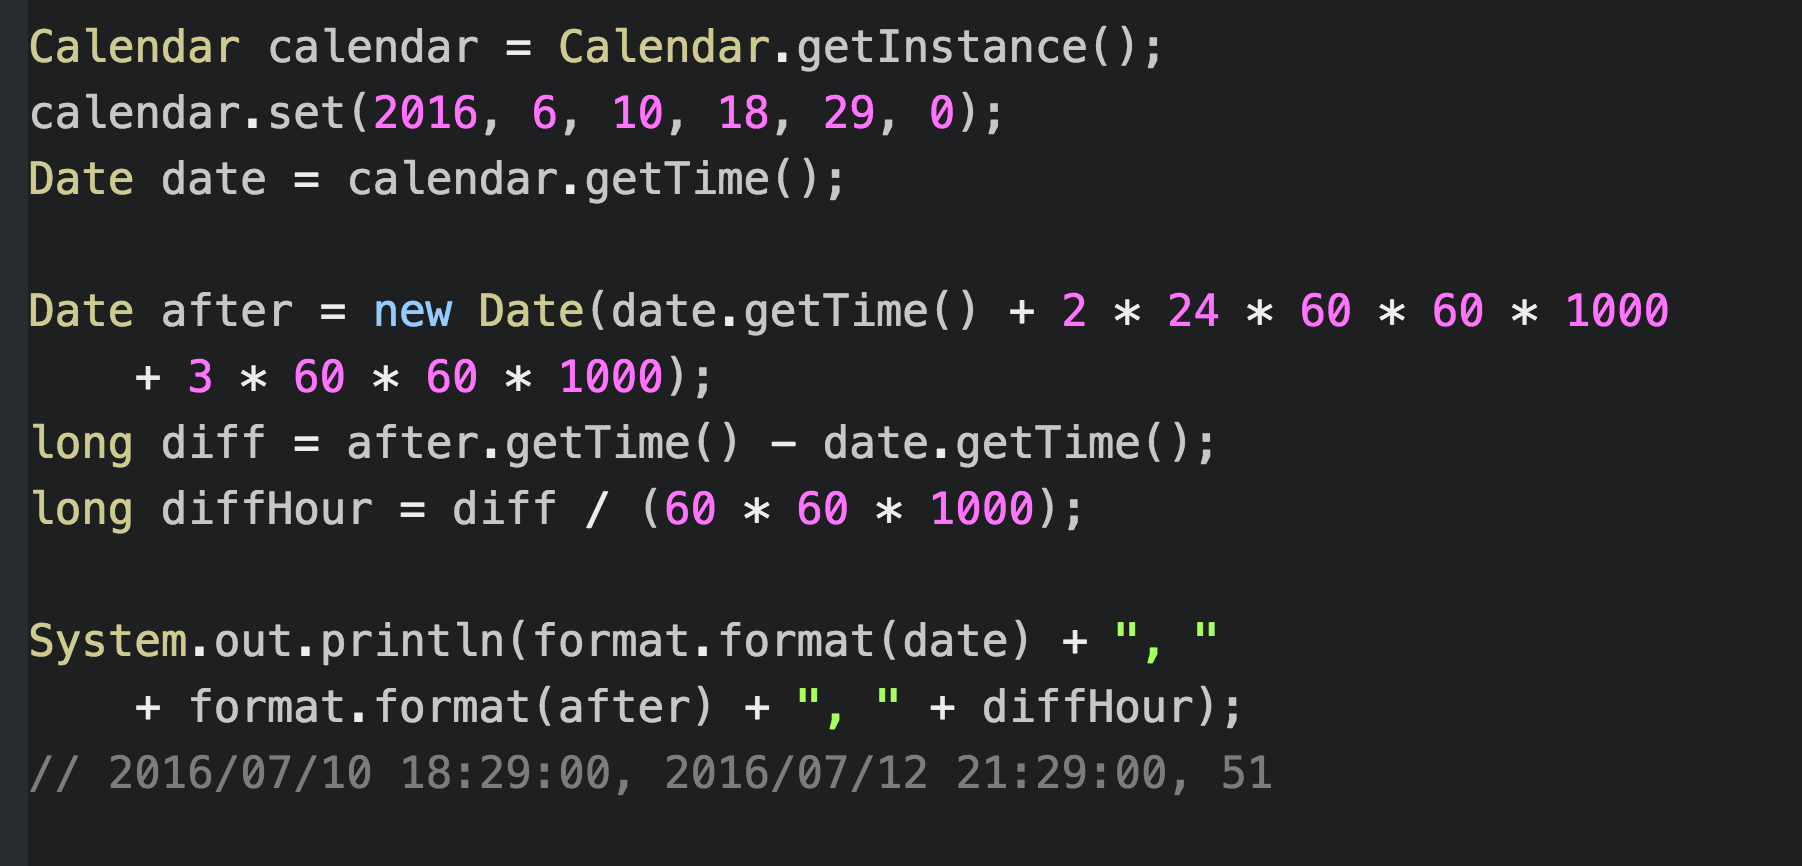 Calendar calendar = Calendar.getInstance();
calendar.set(2016, 6, 10, 18, 29, 0);
Date date = calendar.getTime();

Date after = new Date(date.getTime() + 2 * 24 * 60 * 60 * 1000
    + 3 * 60 * 60 * 1000);
long diff = after.getTime() - date.getTime();
long diffHour = diff / (60 * 60 * 1000);

System.out.println(format.format(date) + ", "
    + format.format(after) + ", " + diffHour);
// 2016/07/10 18:29:00, 2016/07/12 21:29:00, 51